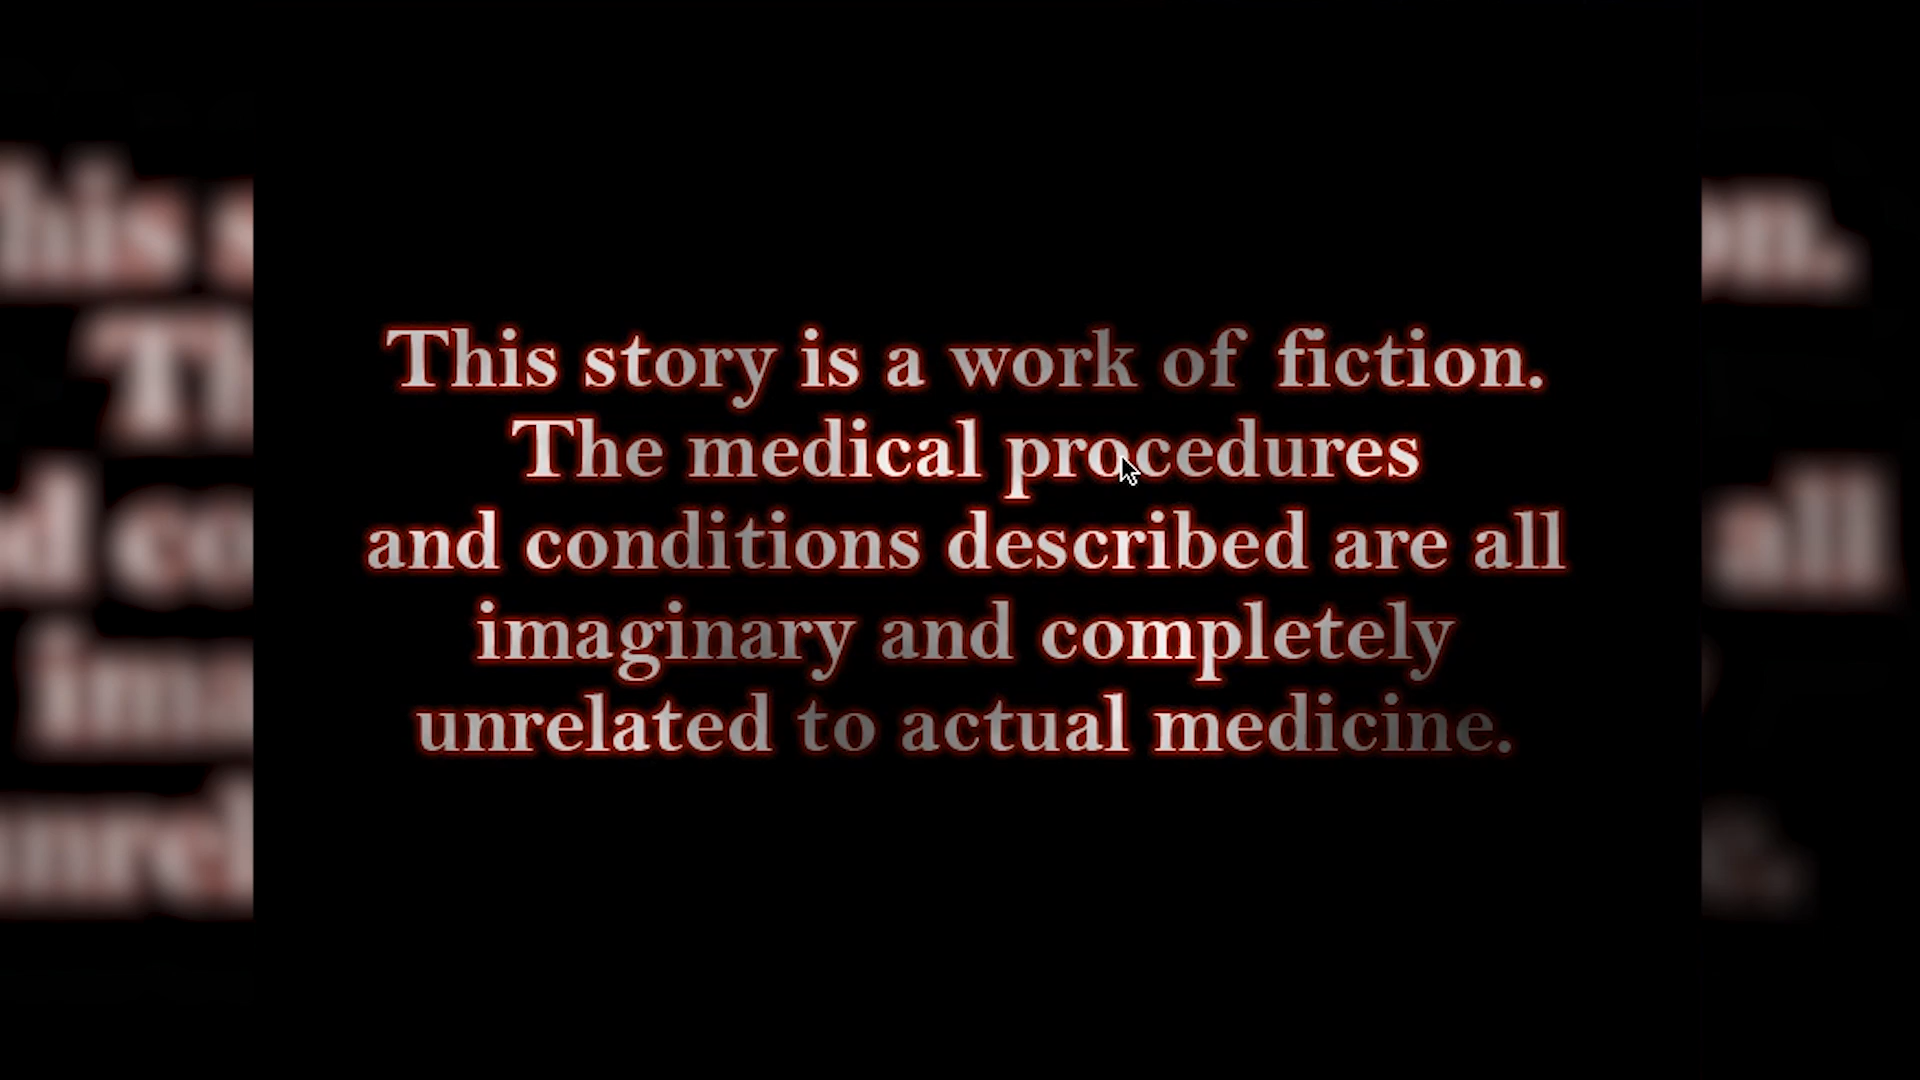 This story is a work of fiction.
The medical procedures
and conditions described are all
imaginary and completely
unrelated to actual medicine.